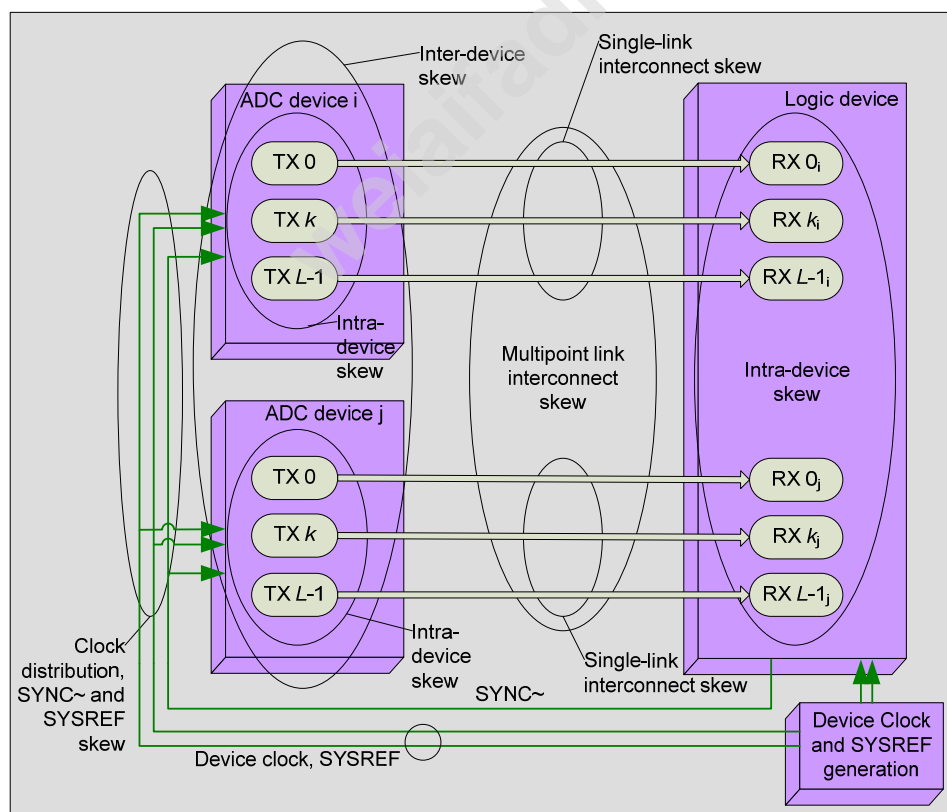 Inter-device
skew
Single-link
interconnect skew
ADC device i
Logic device
TX 0
RX 0i
TX k
RX ki
TX L-1
RX L-1i
Intra-
device
skew
Multipoint link
interconnect
skew
Intra-device
skew
ADC device j
TX 0
RX 0j
TX k
RX kj
TX L-1
RX L-1j
Intra-
device
skew
Single-link
interconnect skew
Clock
distribution,
SYNC~ and
SYSREF
skew
SYNC~
Device clock, SYSREF
Device Clock
and SYSREF
generation